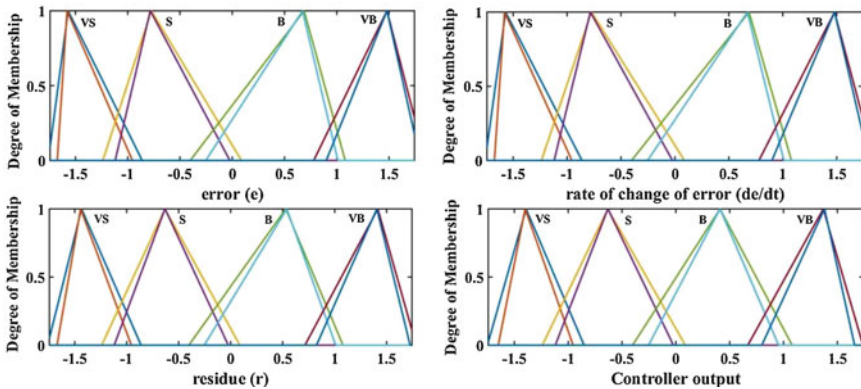 Degree of Membership
1
0.5
0
VS
S
B
VB
-1.5 -1 -0.5 0 0.5 1 1.5
error (e)
Degree of Membership
1
0.5
0
VS
S
B
VB
-1.5 -1 -0.5 0 0.5 1 1.5
rate of change of error (de/dt)
Degree of Membership
1
0.5
0
VS
S
B
VB
-1.5 -1 -0.5 0 0.5 1 1.5
residue (r)
Degree of Membership
1
0.5
0
VS
S
B
VB
-1.5 -1 -0.5 0 0.5 1 1.5
Controller output